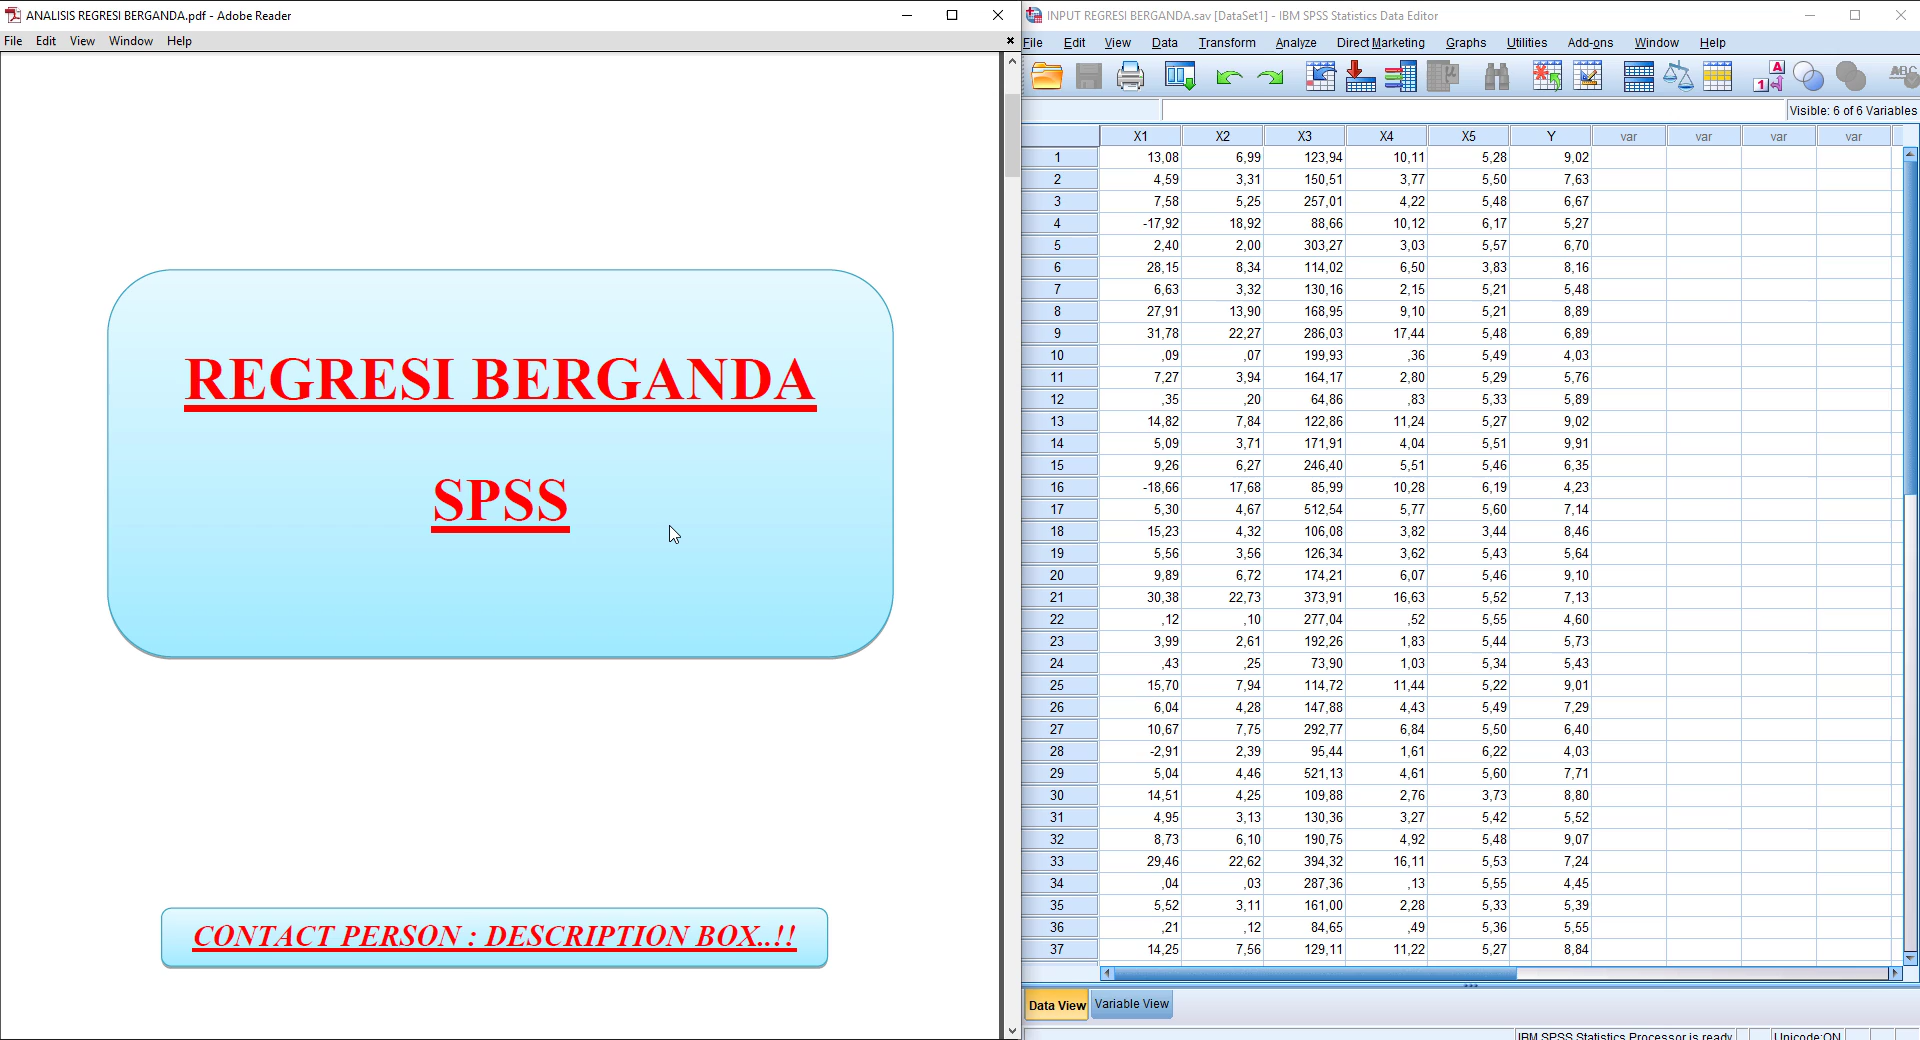 ANALISIS REGRESI BERGANDA.pdf - Adobe Reader
File Edit View Window Help
REGRESI BERGANDA
SPSS
CONTACT PERSON : DESCRIPTION BOX..!!
INPUT REGRESI BERGANDA.sav [DataSet1] - IBM SPSS Statistics Data Editor
File Edit View Data Transform Analyze Direct Marketing Graphs Utilities Add-ons Window Help
Visible: 6 of 6 Variables
X1 X2 X3 X4 X5 Y var var var var
1 13,08 6,99 123,94 10,11 5,28 9,02
2 4,59 3,31 150,51 3,77 5,50 7,63
3 7,58 5,25 257,01 4,22 5,48 6,67
4 -17,92 18,92 88,66 10,12 6,17 5,27
5 2,40 2,00 303,27 3,03 5,57 6,70
6 28,15 8,34 114,02 6,50 3,83 8,16
7 6,63 3,32 130,16 2,15 5,21 5,48
8 27,91 13,90 168,95 9,10 5,21 8,89
9 31,78 22,27 286,03 17,44 5,48 6,89
10 ,09 ,07 199,93 ,36 5,49 4,03
11 7,27 3,94 164,17 2,80 5,29 5,76
12 ,35 ,20 64,86 ,83 5,33 5,89
13 14,82 7,84 122,86 11,24 5,27 9,02
14 5,09 3,71 171,91 4,04 5,51 9,91
15 9,26 6,27 246,40 5,51 5,46 6,35
16 -18,66 17,68 85,99 10,28 6,19 4,23
17 5,30 4,67 512,54 5,77 5,60 7,14
18 15,23 4,32 106,08 3,82 3,44 8,46
19 5,56 3,56 126,34 3,62 5,43 5,64
20 9,89 6,72 174,21 6,07 5,46 9,10
21 30,38 22,73 373,91 16,63 5,52 7,13
22 ,12 ,10 277,04 ,52 5,55 4,60
23 3,99 2,61 192,26 1,83 5,44 5,73
24 ,43 ,25 73,90 1,03 5,34 5,43
25 15,70 7,94 114,72 11,44 5,22 9,01
26 6,04 4,28 147,88 4,43 5,49 7,29
27 10,67 7,75 292,77 6,84 5,50 6,40
28 -2,91 2,39 95,44 1,61 6,22 4,03
29 5,04 4,46 521,13 4,61 5,60 7,71
30 14,51 4,25 109,88 2,76 3,73 8,80
31 4,95 3,13 130,36 3,27 5,42 5,52
32 8,73 6,10 190,75 4,92 5,48 9,07
33 29,46 22,62 394,32 16,11 5,53 7,24
34 ,04 ,03 287,36 ,13 5,55 4,45
35 5,52 3,11 161,00 2,28 5,33 5,39
36 ,21 ,12 84,65 ,49 5,36 5,55
37 14,25 7,56 129,11 11,22 5,27 8,84
Data View Variable View
IBM SPSS Statistics Processor is ready Unicode:ON